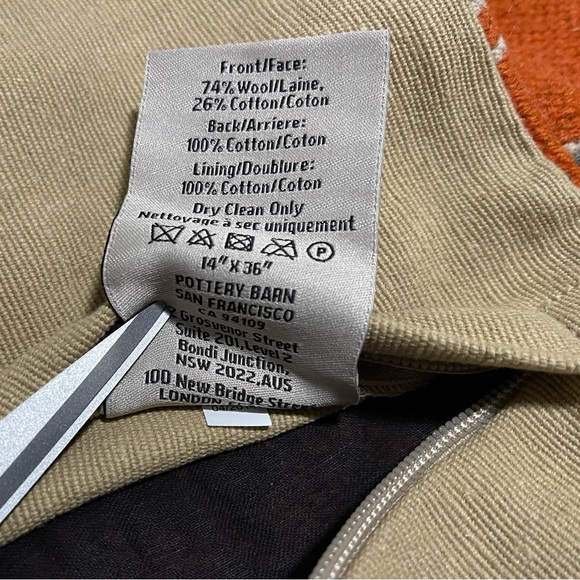 Front/Face:
74% Wool/Laine,
26% Cotton/Coton
Back/Arriere:
100% Cotton/Coton
Lining/Doublure:
100% Cotton/Coton
Dry Clean Only
Nettoyage à sec uniquement
P
14" X 36"
POTTERY BARN
SAN FRANCISCO
CA 94109
Grosvenor Street
Suite 201, Level 2
Bondi Junction,
NSW 2022, AUS
100 New Bridge Street
LONDON